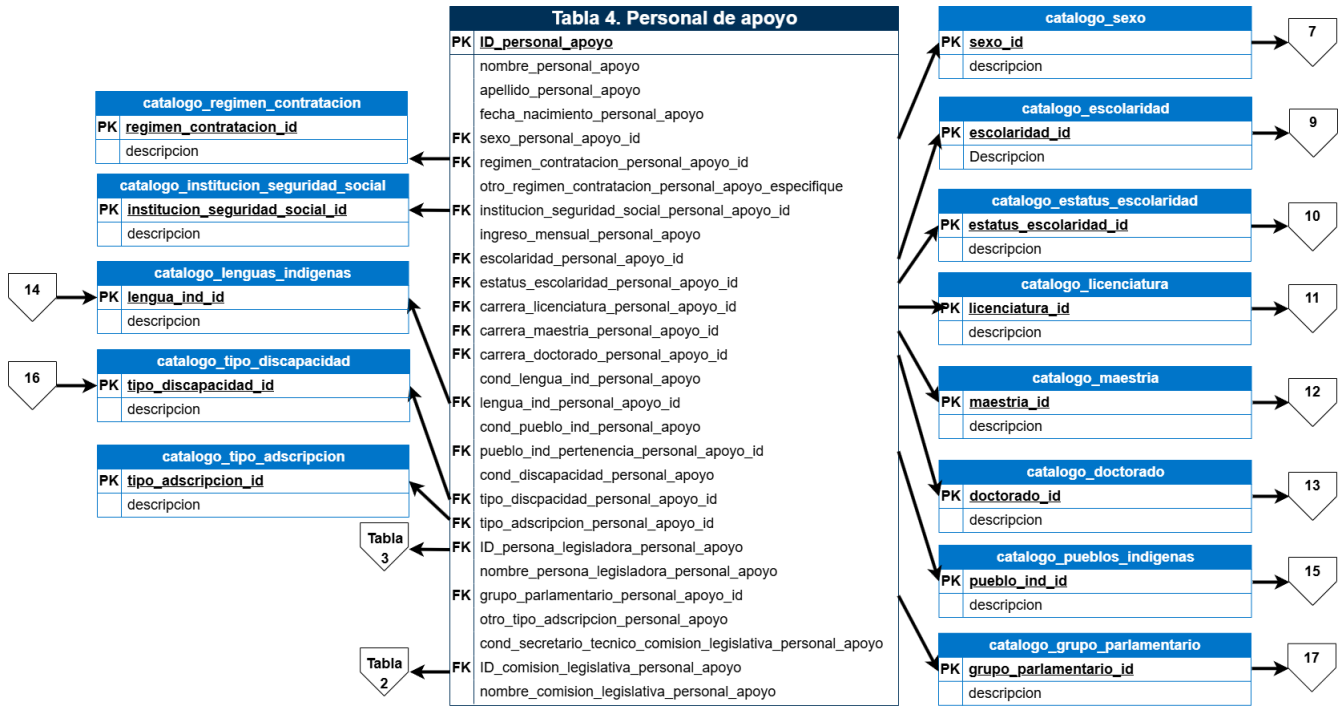 Tabla 4. Personal de apoyo
PK ID_personal_apoyo
nombre_personal_apoyo
apellido_personal_apoyo
fecha_nacimiento_personal_apoyo
FK sexo_personal_apoyo_id
FK regimen_contratacion_personal_apoyo_id
otro_regimen_contratacion_personal_apoyo_especifique
FK institucion_seguridad_social_personal_apoyo_id
ingreso_mensual_personal_apoyo
FK escolaridad_personal_apoyo_id
FK estatus_escolaridad_personal_apoyo_id
FK carrera_licenciatura_personal_apoyo_id
FK carrera_maestria_personal_apoyo_id
FK carrera_doctorado_personal_apoyo_id
cond_lengua_ind_personal_apoyo
FK lengua_ind_personal_apoyo_id
cond_pueblo_ind_personal_apoyo
FK pueblo_ind_pertenencia_personal_apoyo_id
cond_discapacidad_personal_apoyo
FK tipo_discpacidad_personal_apoyo_id
FK tipo_adscripcion_personal_apoyo_id
FK ID_persona_legisladora_personal_apoyo
nombre_persona_legisladora_personal_apoyo
FK grupo_parlamentario_personal_apoyo_id
otro_tipo_adscripcion_personal_apoyo
cond_secretario_tecnico_comision_legislativa_personal_apoyo
FK ID_comision_legislativa_personal_apoyo
nombre_comision_legislativa_personal_apoyo
catalogo_regimen_contratacion
PK regimen_contratacion_id
descripcion
catalogo_institucion_seguridad_social
PK institucion_seguridad_social_id
descripcion
14
catalogo_lenguas_indigenas
PK lengua_ind_id
descripcion
16
catalogo_tipo_discapacidad
PK tipo_discapacidad_id
descripcion
catalogo_tipo_adscripcion
PK tipo_adscripcion_id
descripcion
Tabla
3
Tabla
2
catalogo_sexo
PK sexo_id
descripcion
7
catalogo_escolaridad
PK escolaridad_id
Descripcion
9
catalogo_estatus_escolaridad
PK estatus_escolaridad_id
descripcion
10
catalogo_licenciatura
PK licenciatura_id
descripcion
11
catalogo_maestria
PK maestria_id
descripcion
12
catalogo_doctorado
PK doctorado_id
descripcion
13
catalogo_pueblos_indigenas
PK pueblo_ind_id
descripcion
15
catalogo_grupo_parlamentario
PK grupo_parlamentario_id
descripcion
17